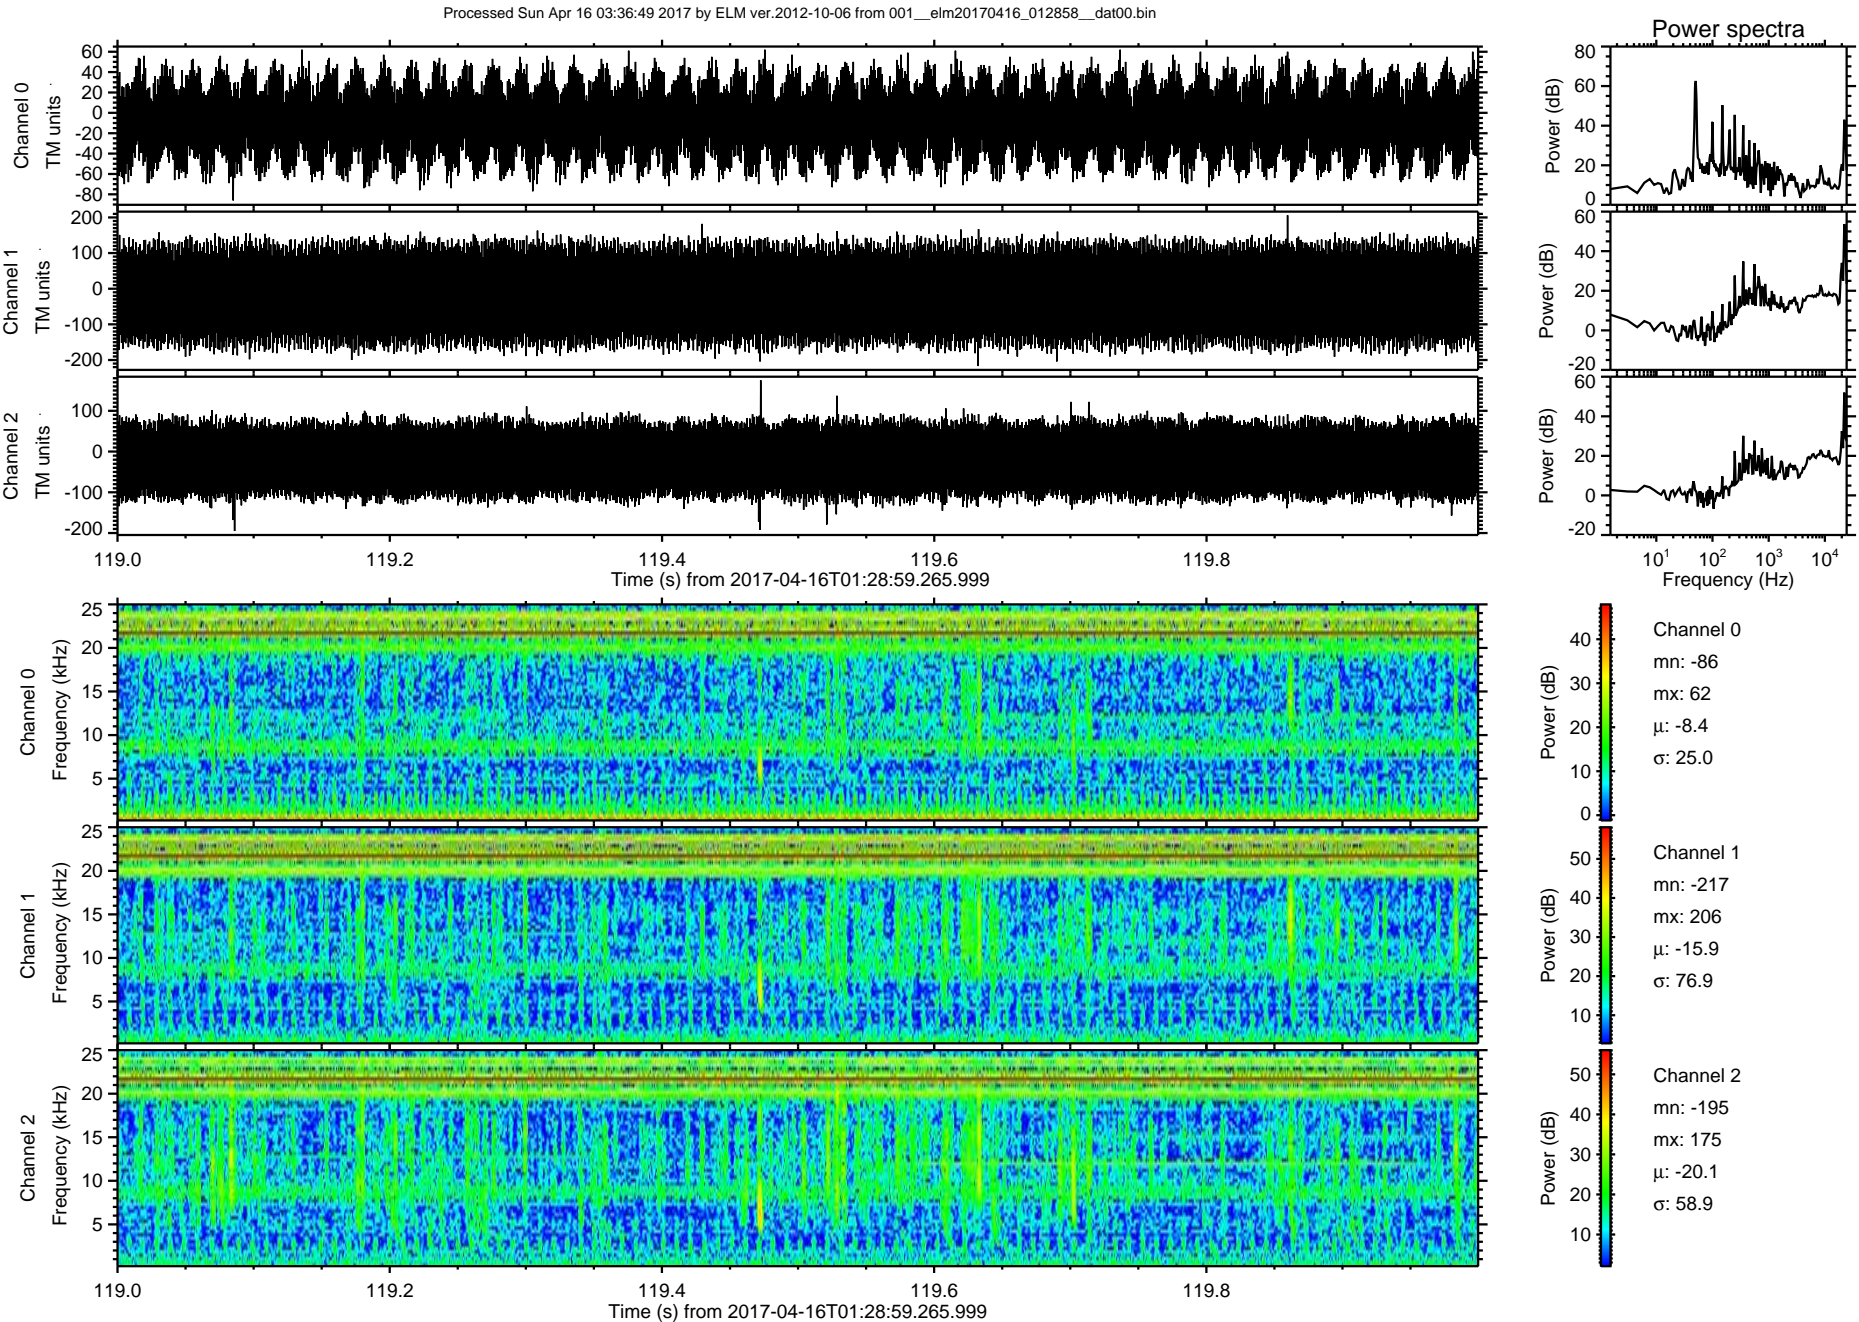 Processed Sun Apr 16 03:36:49 2017 by ELM ver.2012-10-06 from 001__elm20170416_012858__dat00.bin
Power spectra
Channel 0
TM units
60
40
20
0
-20
-40
-60
-80
Power (dB)
80
60
40
20
0
Channel 1
TM units
200
100
0
-100
-200
Power (dB)
60
40
20
0
-20
Channel 2
TM units
100
0
-100
-200
Power (dB)
60
40
20
0
-20
119.0 119.2 119.4 119.6 119.8
Time (s) from 2017-04-16T01:28:59.265.999
10¹ 10² 10³ 10⁴
Frequency (Hz)
Channel 0
Frequency (kHz)
25
20
15
10
5
Power (dB)
40
30
20
10
0
Channel 0
mn: -86
mx: 62
µ: -8.4
σ: 25.0
Channel 1
Frequency (kHz)
25
20
15
10
5
Power (dB)
50
40
30
20
10
Channel 1
mn: -217
mx: 206
µ: -15.9
σ: 76.9
Channel 2
Frequency (kHz)
25
20
15
10
5
Power (dB)
50
40
30
20
10
Channel 2
mn: -195
mx: 175
µ: -20.1
σ: 58.9
119.0 119.2 119.4 119.6 119.8
Time (s) from 2017-04-16T01:28:59.265.999